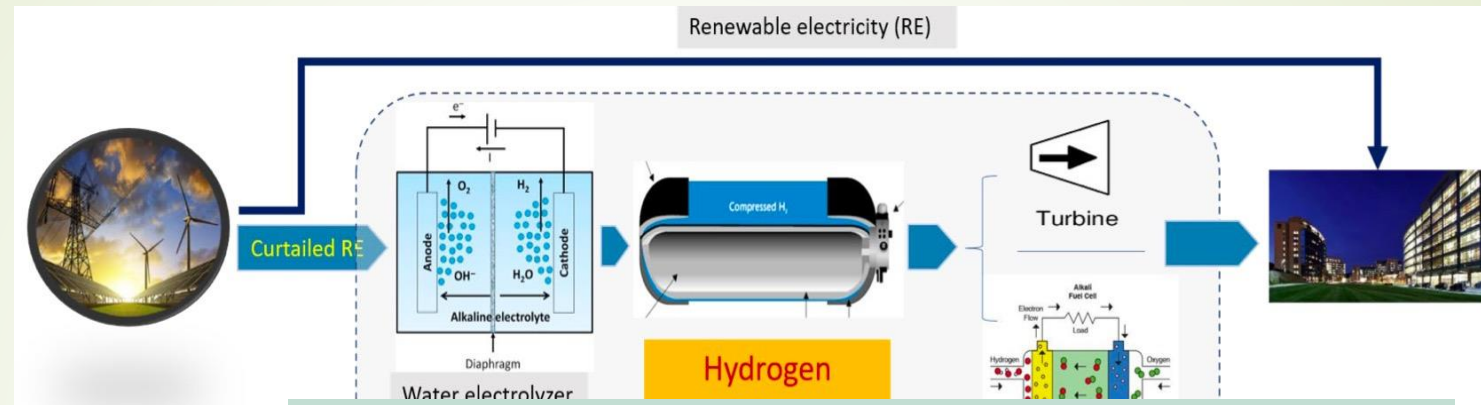 Renewable electricity (RE)
Curtailed RE
e⁻
I
O₂
H₂
Anode
Cathode
OH⁻
H₂O
Alkaline electrolyte
Diaphragm
Water electrolyzer
Compressed H₂
Hydrogen
Turbine
Alkali
Fuel Cell
Electron
Flow
Load
Hydrogen
Oxygen